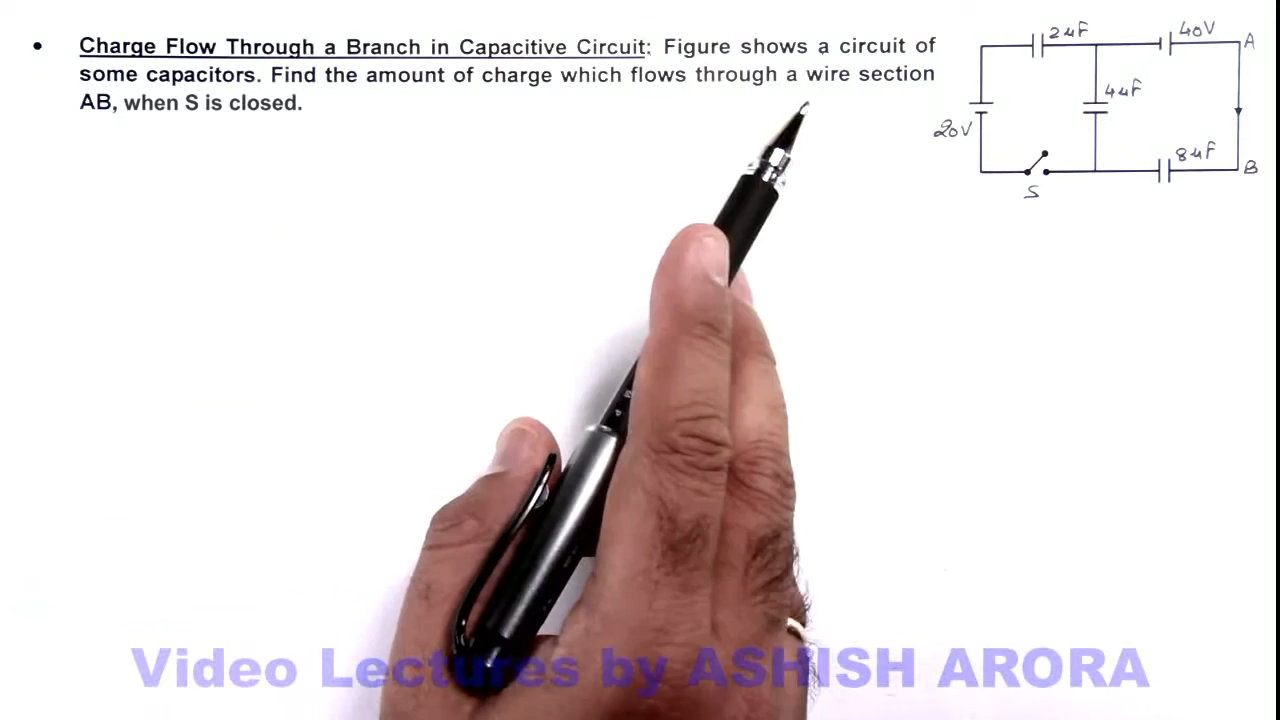 • Charge Flow Through a Branch in Capacitive Circuit: Figure shows a circuit of
some capacitors. Find the amount of charge which flows through a wire section
AB, when S is closed.
2μF
40V
A
4μF
20V
8μF
B
S
Video Lectures by ASHISH ARORA